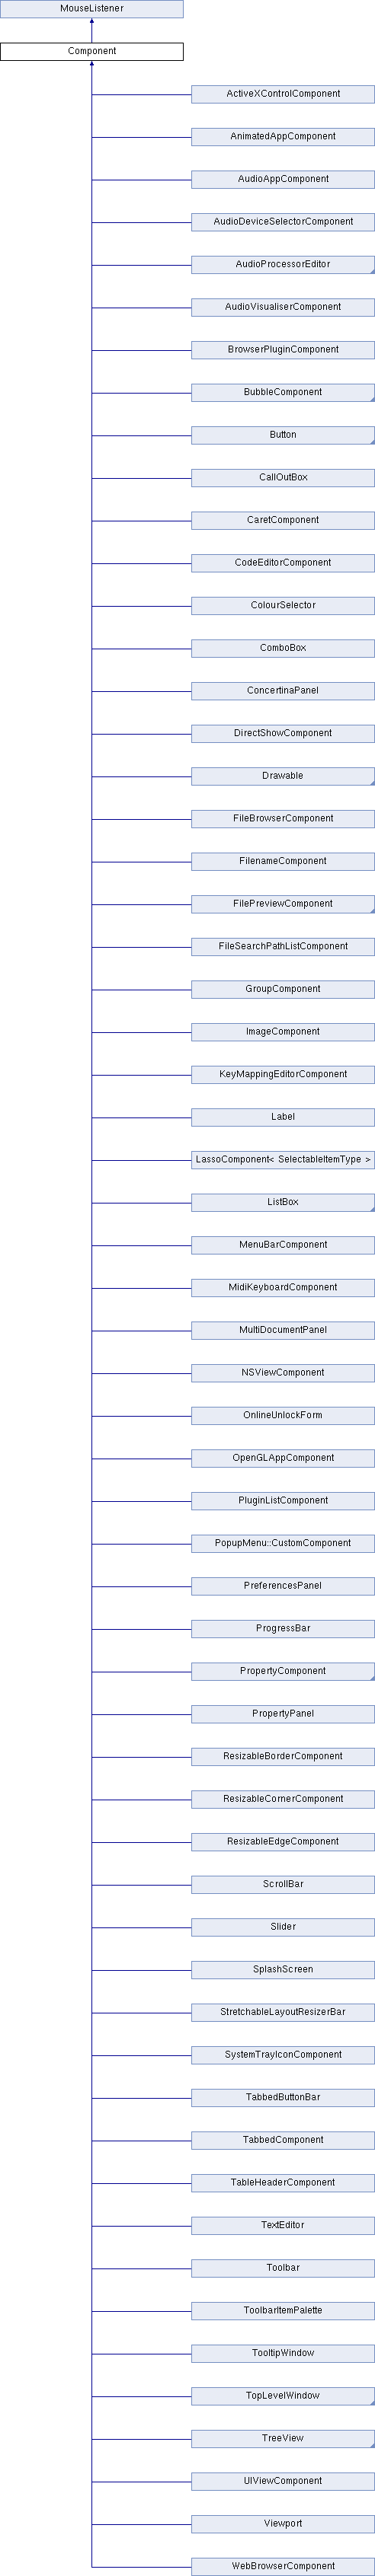 MouseListener
Component
ActiveXControlComponent
AnimatedAppComponent
AudioAppComponent
AudioDeviceSelectorComponent
AudioProcessorEditor
AudioVisualiserComponent
BrowserPluginComponent
BubbleComponent
Button
CallOutBox
CaretComponent
CodeEditorComponent
ColourSelector
ComboBox
ConcertinaPanel
DirectShowComponent
Drawable
FileBrowserComponent
FilenameComponent
FilePreviewComponent
FileSearchPathListComponent
GroupComponent
ImageComponent
KeyMappingEditorComponent
Label
LassoComponent< SelectableItemType >
ListBox
MenuBarComponent
MidiKeyboardComponent
MultiDocumentPanel
NSViewComponent
OnlineUnlockForm
OpenGLAppComponent
PluginListComponent
PopupMenu::CustomComponent
PreferencesPanel
ProgressBar
PropertyComponent
PropertyPanel
ResizableBorderComponent
ResizableCornerComponent
ResizableEdgeComponent
ScrollBar
Slider
SplashScreen
StretchableLayoutResizerBar
SystemTrayIconComponent
TabbedButtonBar
TabbedComponent
TableHeaderComponent
TextEditor
Toolbar
ToolbarItemPalette
TooltipWindow
TopLevelWindow
TreeView
UIViewComponent
Viewport
WebBrowserComponent